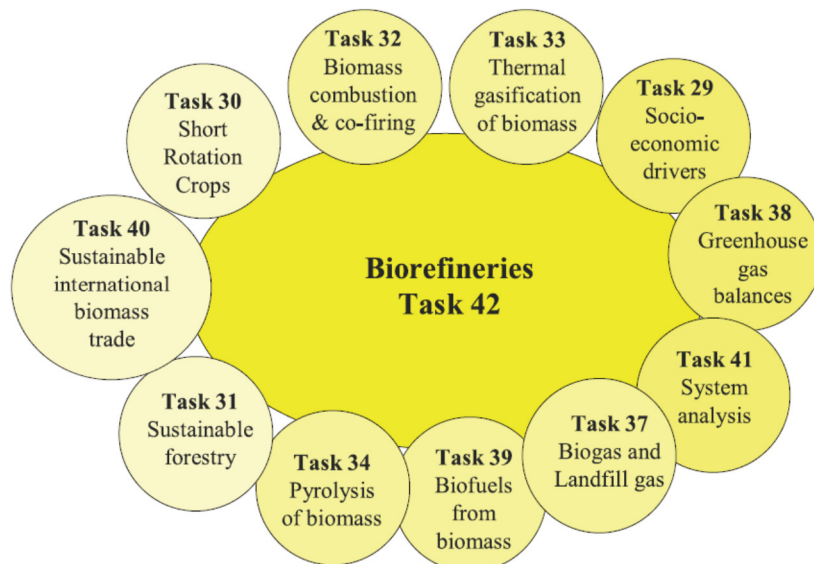 Task 32
Biomass
combustion
& co-firing
Task 33
Thermal
gasification
of biomass
Task 30
Short
Rotation
Crops
Task 29
Socio-
economic
drivers
Task 40
Sustainable
international
biomass
trade
Biorefineries
Task 42
Task 38
Greenhouse
gas
balances
Task 41
System
analysis
Task 31
Sustainable
forestry
Task 34
Pyrolysis
of biomass
Task 39
Biofuels
from
biomass
Task 37
Biogas and
Landfill gas